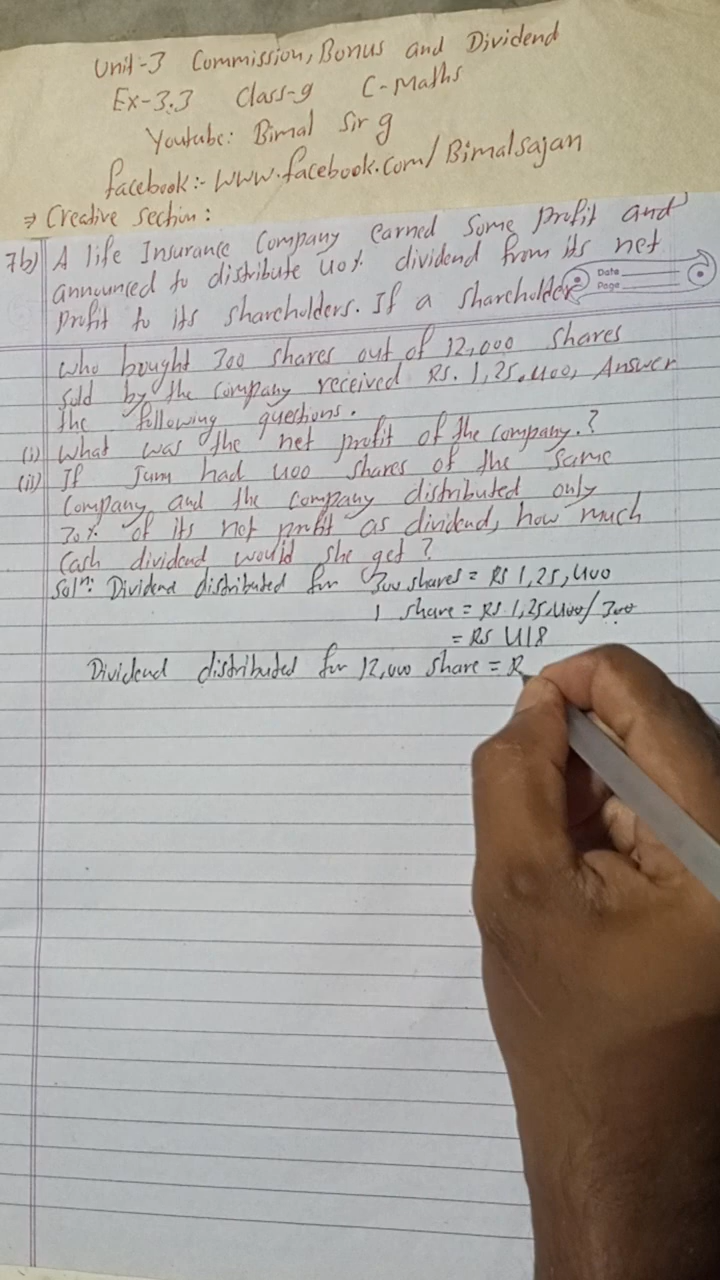 Unit-3 Commission, Bonus and Dividend
Ex-3.3 Class-9 C-Maths
Youtube: Bimal Sir g
facebook:- www.facebook.com/Bimalsajan
⇒ Creative Section:
7b) A life Insurance Company earned some profit and
announced to distribute 40% dividend from its net
Date
Page
profit to its shareholders. If a shareholder
who bought 300 shares out of 12,000 shares
sold by the company received Rs. 1,25,400, Answer
the following questions.
(i) What was the net profit of the company.?
(ii) If had 400 shares of the same
company, and the company distributed only
30% of its net profit as dividend, how much
cash dividend would she get?
Solⁿ: Dividend distributed for 300 shares = Rs 1,25,400
1 share = Rs. 1,25,400/300
= Rs 418
Dividend distributed for 12,000 share = R